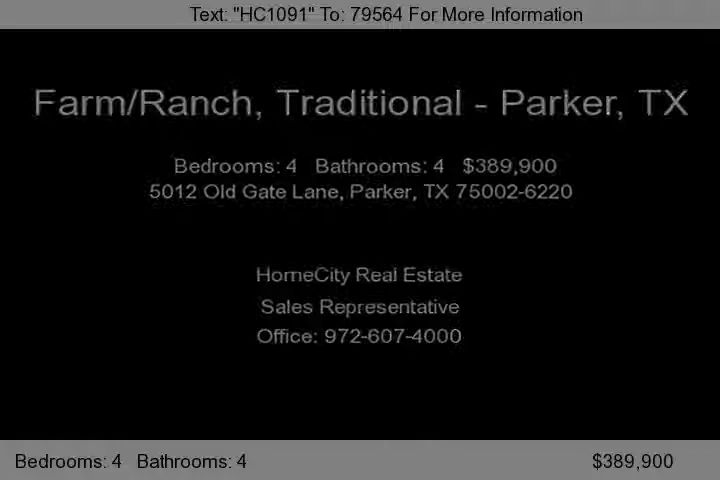 Text: "HC1091" To: 79564 For More Information
Farm/Ranch, Traditional - Parker, TX
Bedrooms: 4 Bathrooms: 4 $389,900
5012 Old Gate Lane, Parker, TX 75002-6220
HomeCity Real Estate
Sales Representative
Office: 972-607-4000
Bedrooms: 4 Bathrooms: 4 $389,900